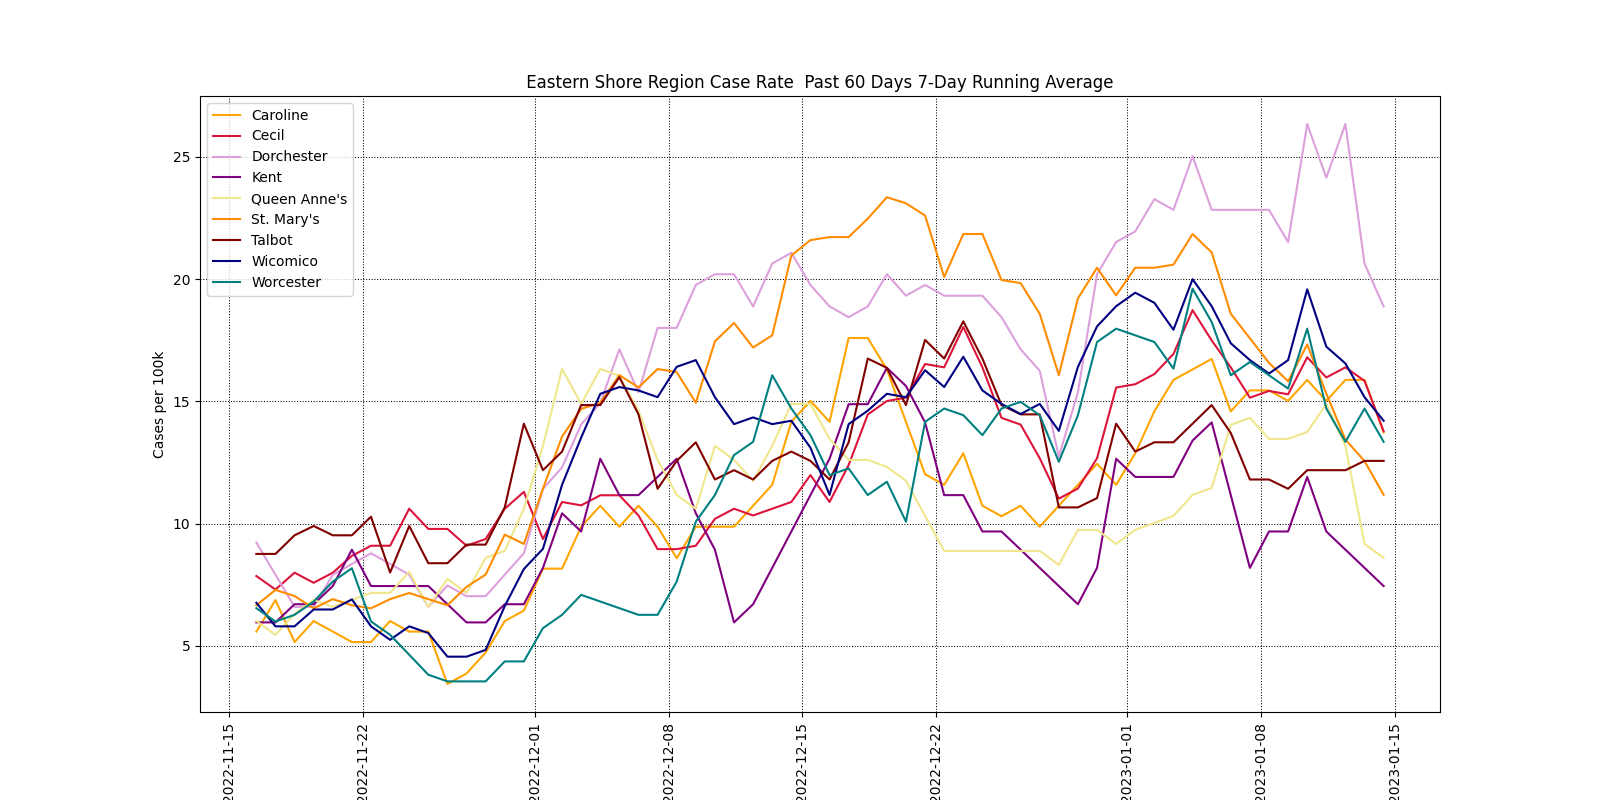 Eastern Shore Region Case Rate  Past 60 Days 7-Day Running Average
Caroline
Cecil
Dorchester
Kent
Queen Anne's
St. Mary's
Talbot
Wicomico
Worcester
Cases per 100k
25
20
15
10
5
2022-11-15
2022-11-22
2022-12-01
2022-12-08
2022-12-15
2022-12-22
2023-01-01
2023-01-08
2023-01-15